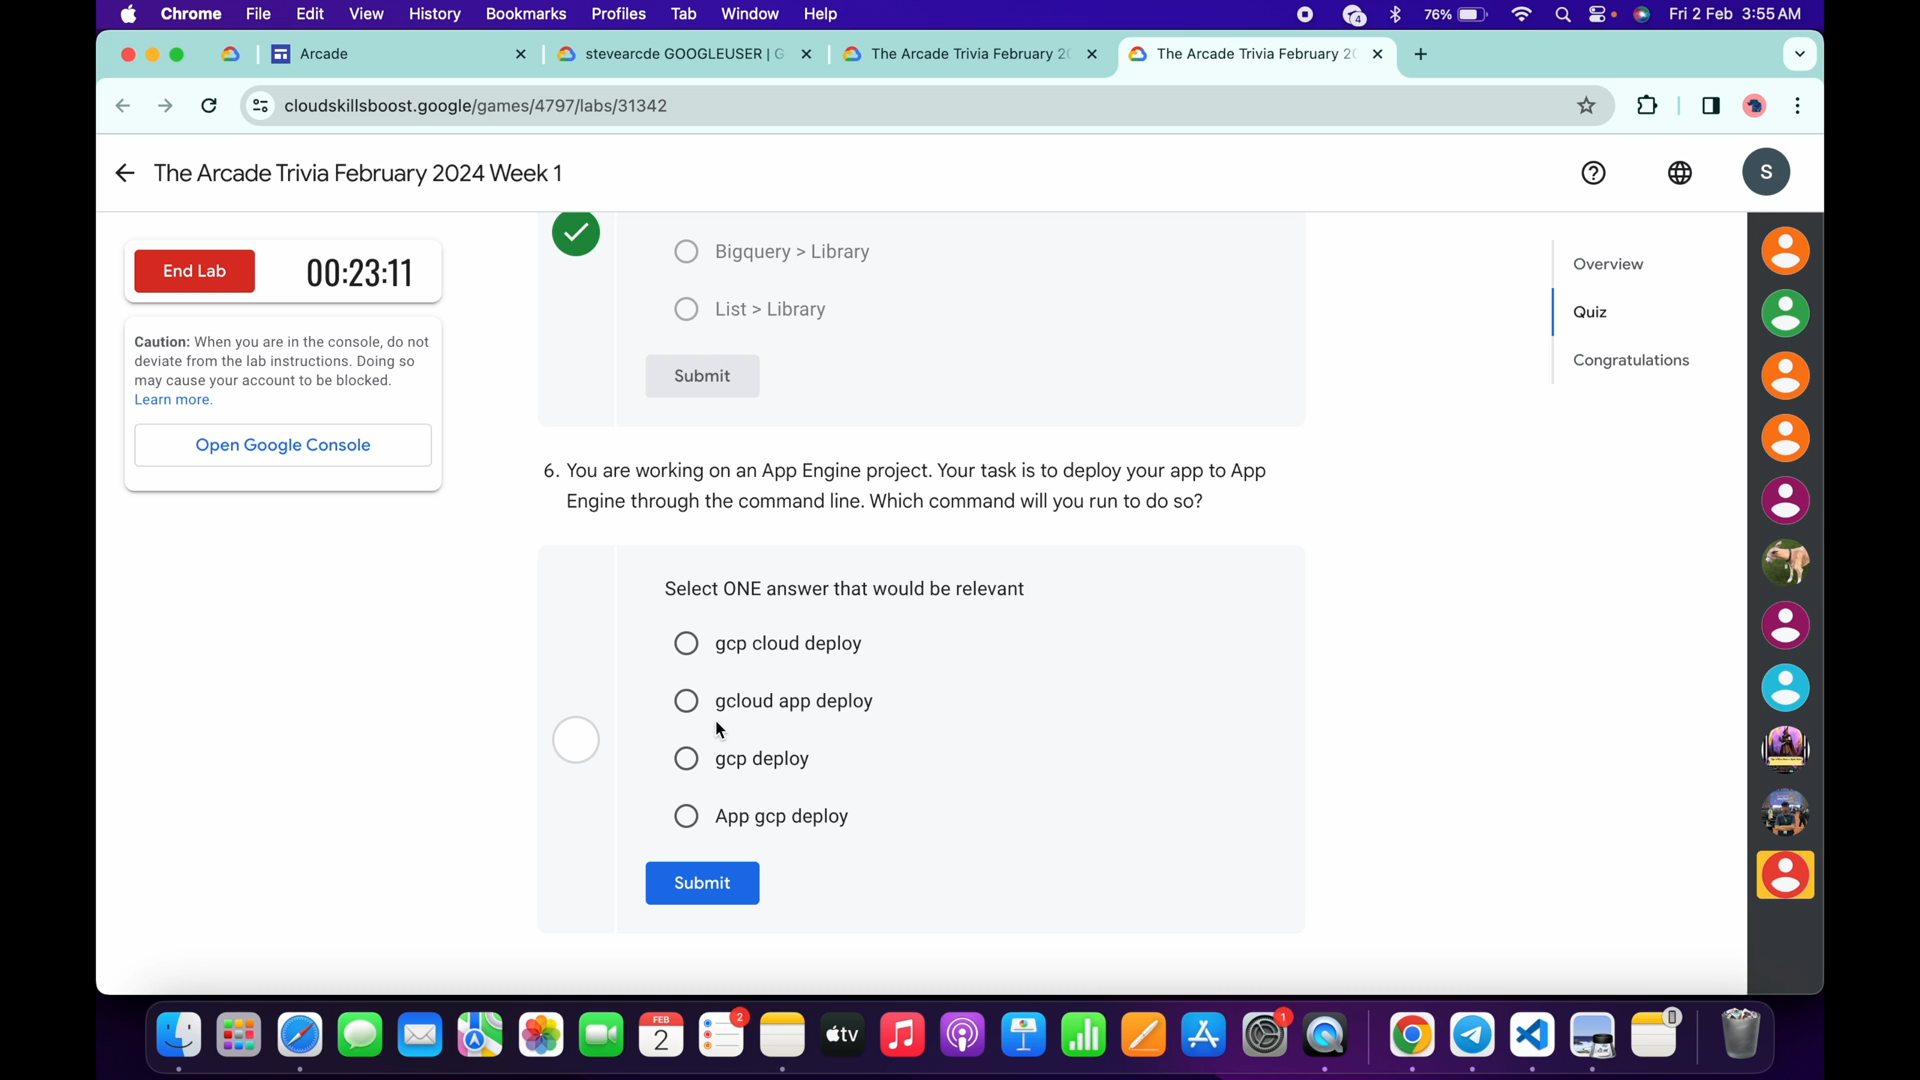 Chrome File Edit View History Bookmarks Profiles Tab Window Help 4 76% Fri 2 Feb 3:55 AM
Arcade
stevearcde GOOGLEUSER | G
The Arcade Trivia February 20
The Arcade Trivia February 20
cloudskillsboost.google/games/4797/labs/31342
The Arcade Trivia February 2024 Week 1
S
End Lab
00:23:11
Caution: When you are in the console, do not
deviate from the lab instructions. Doing so
may cause your account to be blocked.
Learn more.
Open Google Console
Bigquery > Library
List > Library
Submit
6. You are working on an App Engine project. Your task is to deploy your app to App
Engine through the command line. Which command will you run to do so?
Select ONE answer that would be relevant
gcp cloud deploy
gcloud app deploy
gcp deploy
App gcp deploy
Submit
Overview
Quiz
Congratulations
FEB
2
2
tv
1